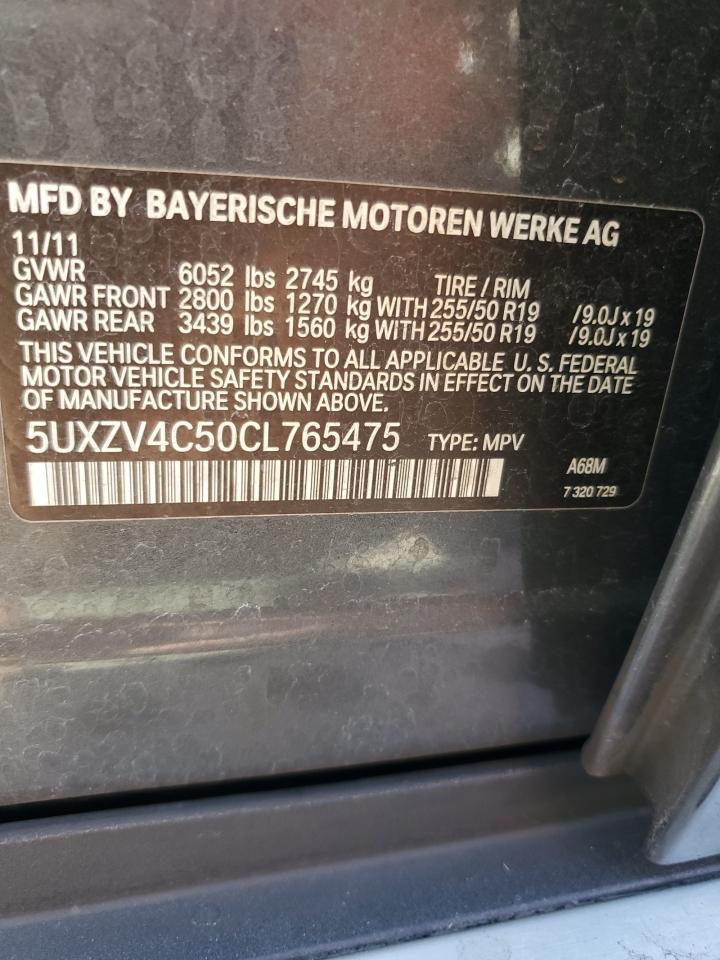 MFD BY BAYERISCHE MOTOREN WERKE AG
11/11
GVWR 6052 lbs 2745 kg TIRE / RIM
GAWR FRONT 2800 lbs 1270 kg WITH 255/50 R19 /9.0J x 19
GAWR REAR 3439 lbs 1560 kg WITH 255/50 R19 /9.0J x 19
THIS VEHICLE CONFORMS TO ALL APPLICABLE U. S. FEDERAL
MOTOR VEHICLE SAFETY STANDARDS IN EFFECT ON THE DATE
OF MANUFACTURE SHOWN ABOVE.
5UXZV4C50CL765475 TYPE: MPV
A68M
7 320 729